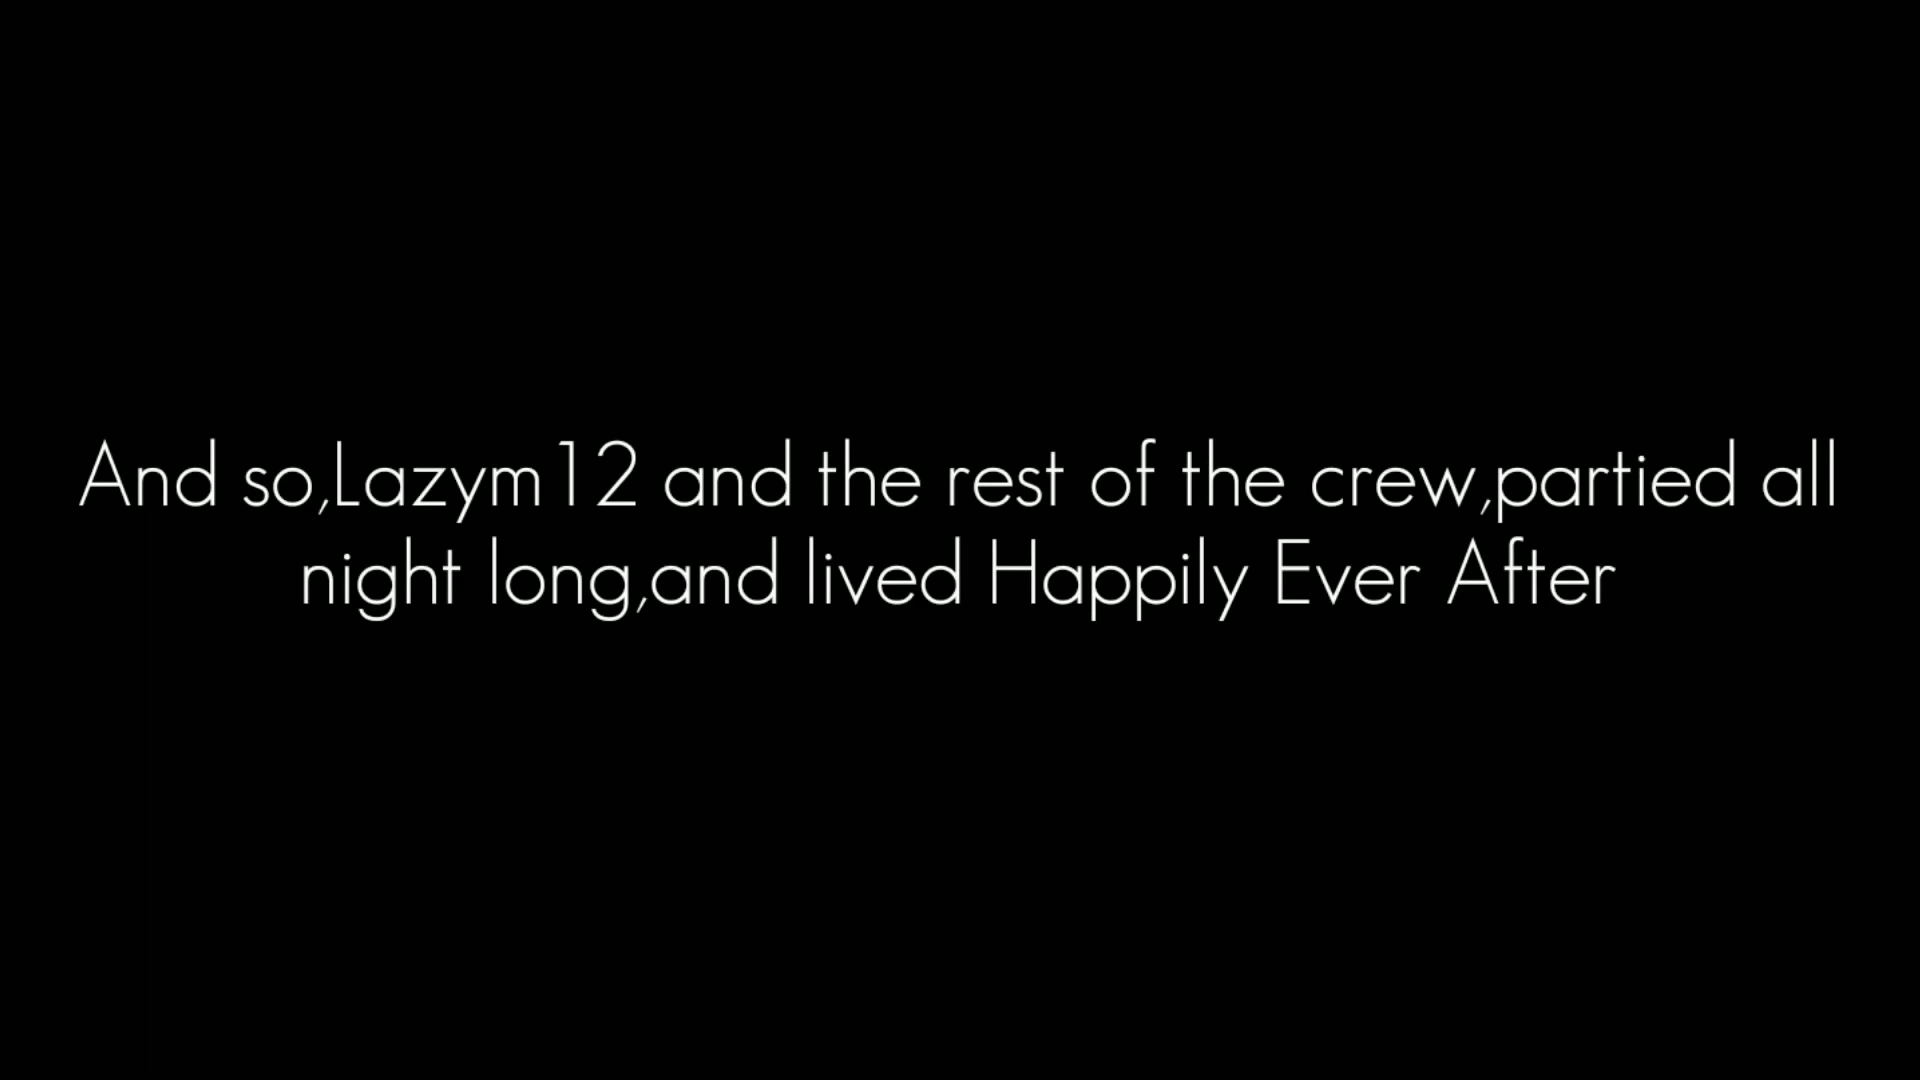 And so,Lazym12 and the rest of the crew,partied all
night long,and lived Happily Ever After